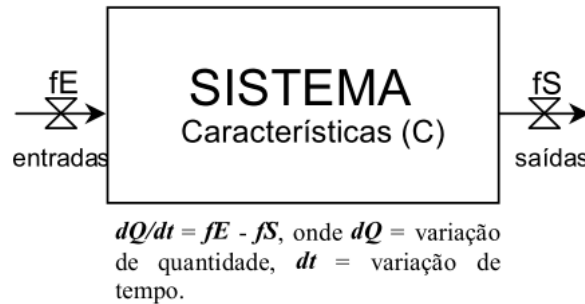 fE
SISTEMA
fS
Características (C)
entradas
saídas
dQ/dt = fE - fS, onde dQ = variação
de quantidade, dt = variação de
tempo.